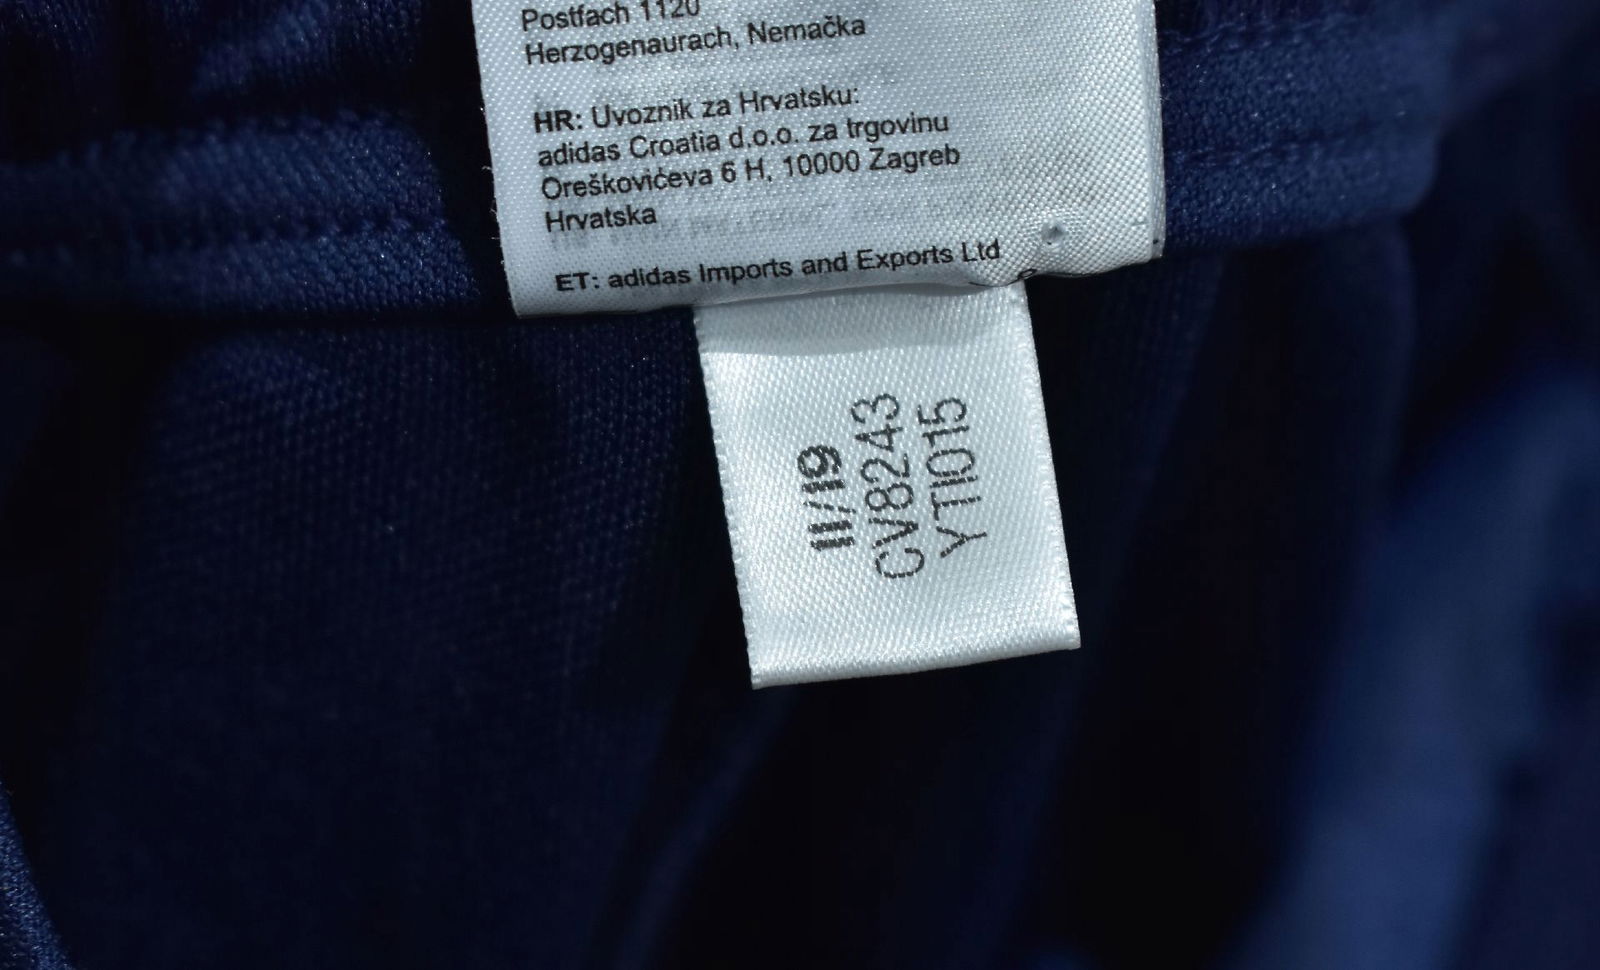 Postfach 1120
Herzogenaurach, Nemačka
HR: Uvoznik za Hrvatsku:
adidas Croatia d.o.o. za trgovinu
Oreškovićeva 6 H, 10000 Zagreb
Hrvatska
ET: adidas Imports and Exports Ltd
11/19
CV8243
YTI015